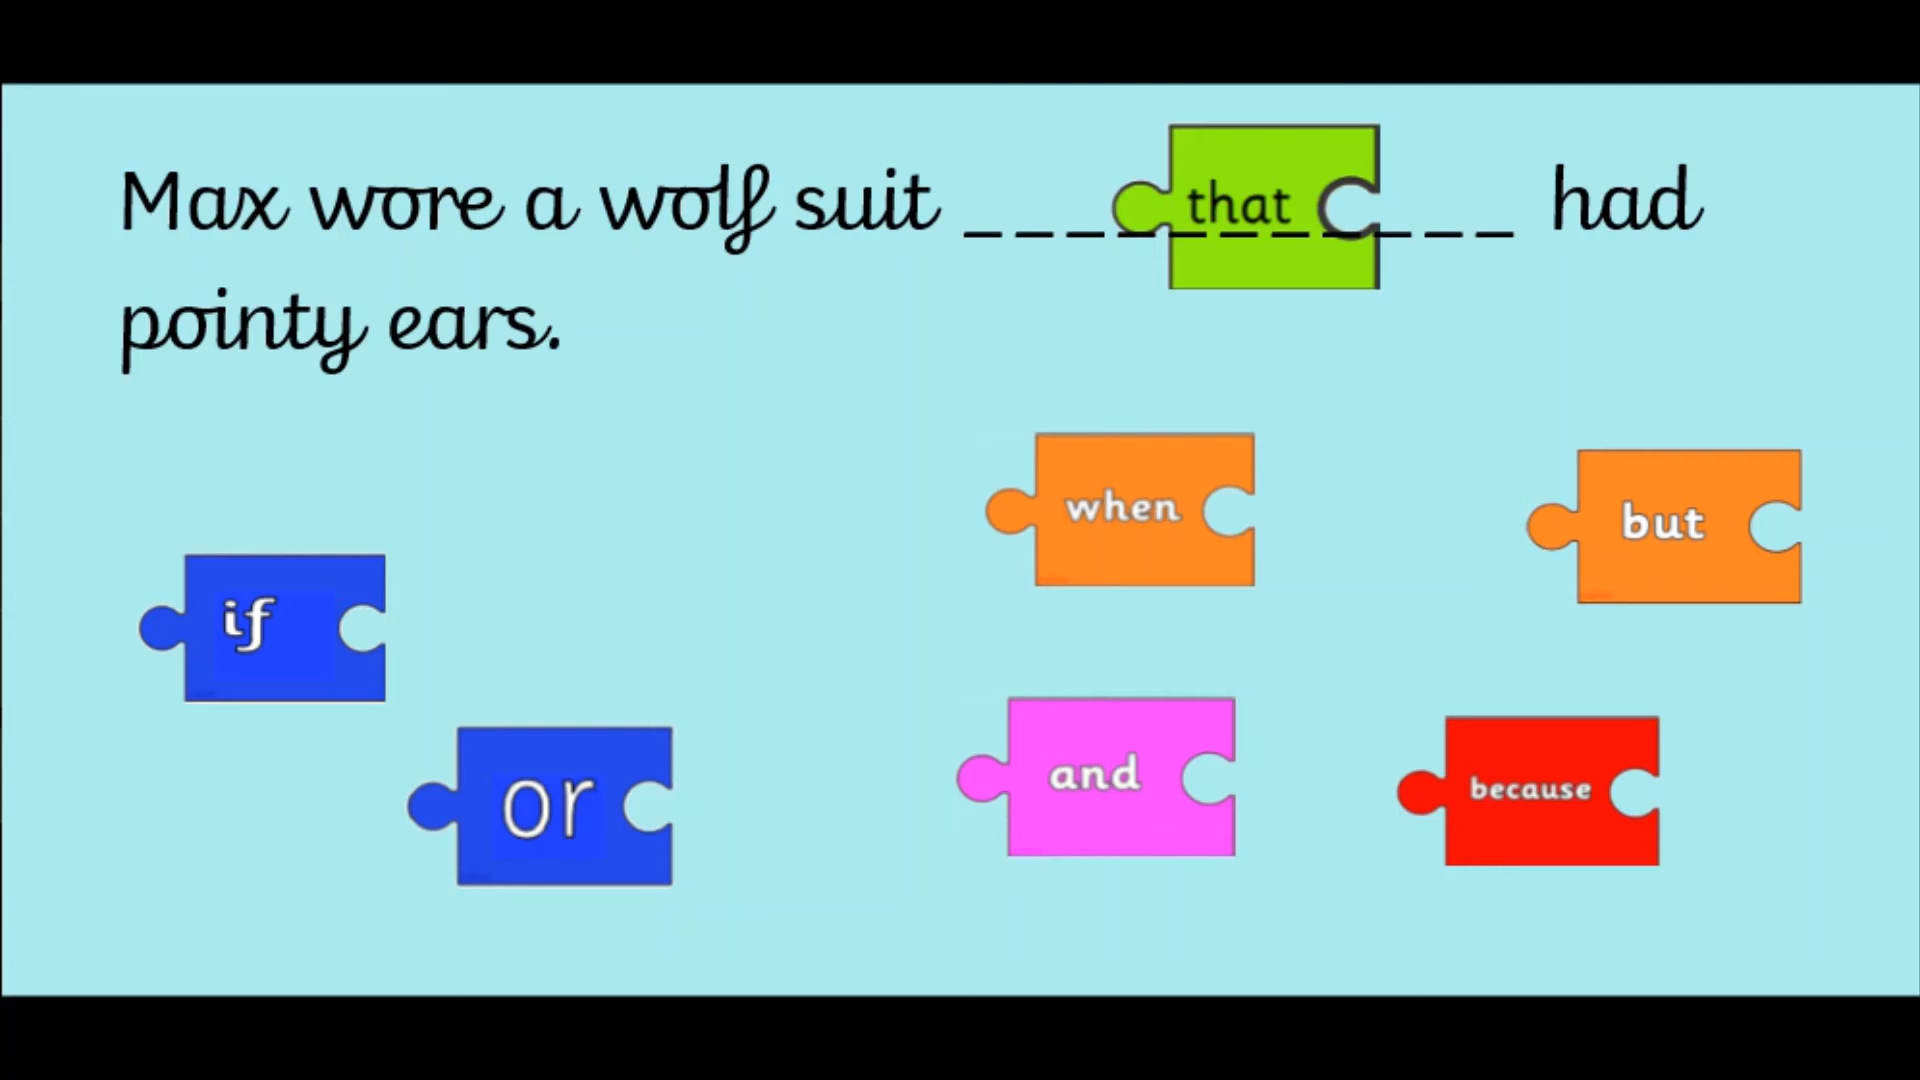 Max wore a wolf suit ___that___ had
pointy ears.
when
but
if
or
and
because